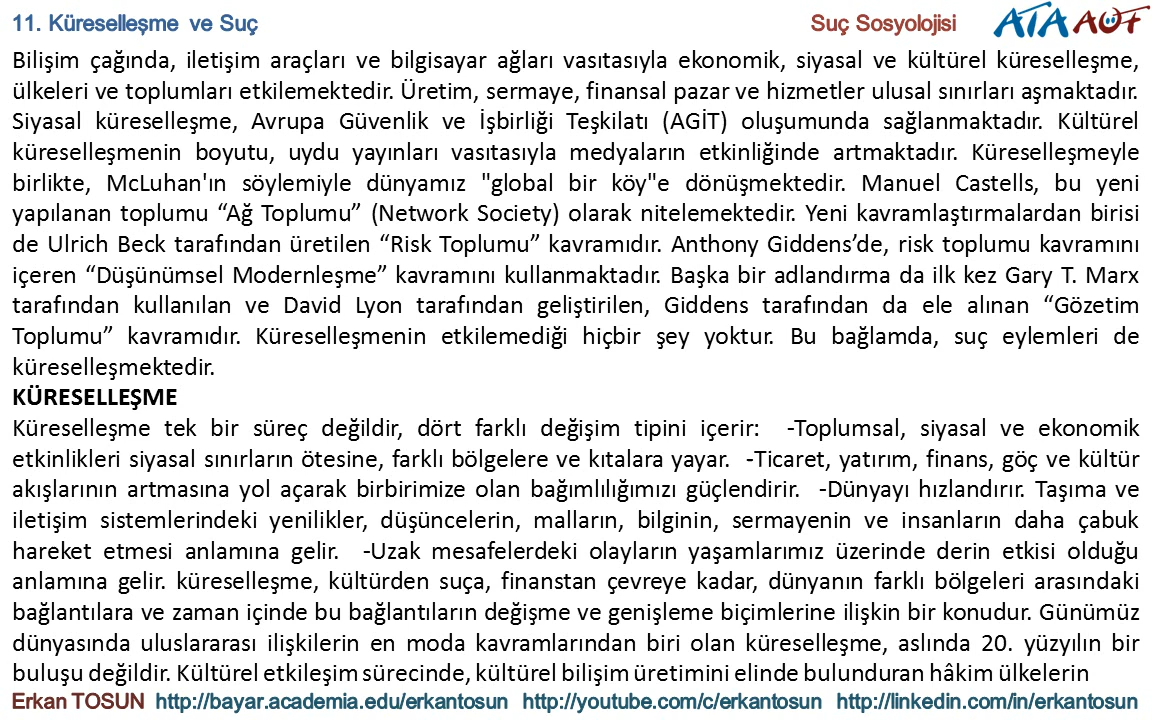 11. Küreselleşme ve Suç Suç Sosyolojisi ATA AÖF
Bilişim çağında, iletişim araçları ve bilgisayar ağları vasıtasıyla ekonomik, siyasal ve kültürel küreselleşme,
ülkeleri ve toplumları etkilemektedir. Üretim, sermaye, finansal pazar ve hizmetler ulusal sınırları aşmaktadır.
Siyasal küreselleşme, Avrupa Güvenlik ve İşbirliği Teşkilatı (AGİT) oluşumunda sağlanmaktadır. Kültürel
küreselleşmenin boyutu, uydu yayınları vasıtasıyla medyaların etkinliğinde artmaktadır. Küreselleşmeyle
birlikte, McLuhan'ın söylemiyle dünyamız "global bir köy"e dönüşmektedir. Manuel Castells, bu yeni
yapılanan toplumu “Ağ Toplumu” (Network Society) olarak nitelemektedir. Yeni kavramlaştırmalardan birisi
de Ulrich Beck tarafından üretilen “Risk Toplumu” kavramıdır. Anthony Giddens’de, risk toplumu kavramını
içeren “Düşünümsel Modernleşme” kavramını kullanmaktadır. Başka bir adlandırma da ilk kez Gary T. Marx
tarafından kullanılan ve David Lyon tarafından geliştirilen, Giddens tarafından da ele alınan “Gözetim
Toplumu” kavramıdır. Küreselleşmenin etkilemediği hiçbir şey yoktur. Bu bağlamda, suç eylemleri de
küreselleşmektedir.
KÜRESELLEŞME
Küreselleşme tek bir süreç değildir, dört farklı değişim tipini içerir: -Toplumsal, siyasal ve ekonomik
etkinlikleri siyasal sınırların ötesine, farklı bölgelere ve kıtalara yayar. -Ticaret, yatırım, finans, göç ve kültür
akışlarının artmasına yol açarak birbirimize olan bağımlılığımızı güçlendirir. -Dünyayı hızlandırır. Taşıma ve
iletişim sistemlerindeki yenilikler, düşüncelerin, malların, bilginin, sermayenin ve insanların daha çabuk
hareket etmesi anlamına gelir. -Uzak mesafelerdeki olayların yaşamlarımız üzerinde derin etkisi olduğu
anlamına gelir. küreselleşme, kültürden suça, finanstan çevreye kadar, dünyanın farklı bölgeleri arasındaki
bağlantılara ve zaman içinde bu bağlantıların değişme ve genişleme biçimlerine ilişkin bir konudur. Günümüz
dünyasında uluslararası ilişkilerin en moda kavramlarından biri olan küreselleşme, aslında 20. yüzyılın bir
buluşu değildir. Kültürel etkileşim sürecinde, kültürel bilişim üretimini elinde bulunduran hâkim ülkelerin
Erkan TOSUN http://bayar.academia.edu/erkantosun http://youtube.com/c/erkantosun http://linkedin.com/in/erkantosun